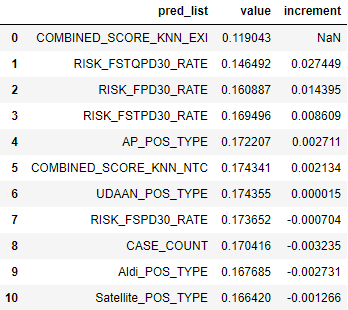 pred_list value increment
0 COMBINED_SCORE_KNN_EXI 0.119043 NaN
1 RISK_FSTQPD30_RATE 0.146492 0.027449
2 RISK_FPD30_RATE 0.160887 0.014395
3 RISK_FSTPD30_RATE 0.169496 0.008609
4 AP_POS_TYPE 0.172207 0.002711
5 COMBINED_SCORE_KNN_NTC 0.174341 0.002134
6 UDAAN_POS_TYPE 0.174355 0.000015
7 RISK_FSPD30_RATE 0.173652 -0.000704
8 CASE_COUNT 0.170416 -0.003235
9 Aldi_POS_TYPE 0.167685 -0.002731
10 Satellite_POS_TYPE 0.166420 -0.001266